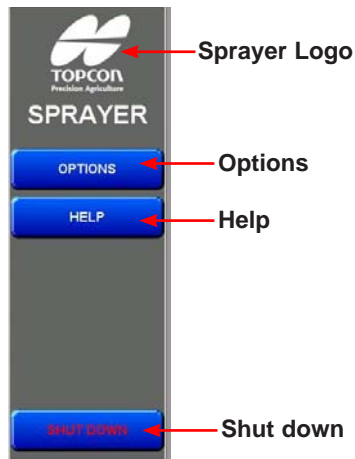 TOPCON
Precision Agriculture
SPRAYER
Sprayer Logo
OPTIONS
Options
HELP
Help
SHUT DOWN
Shut down